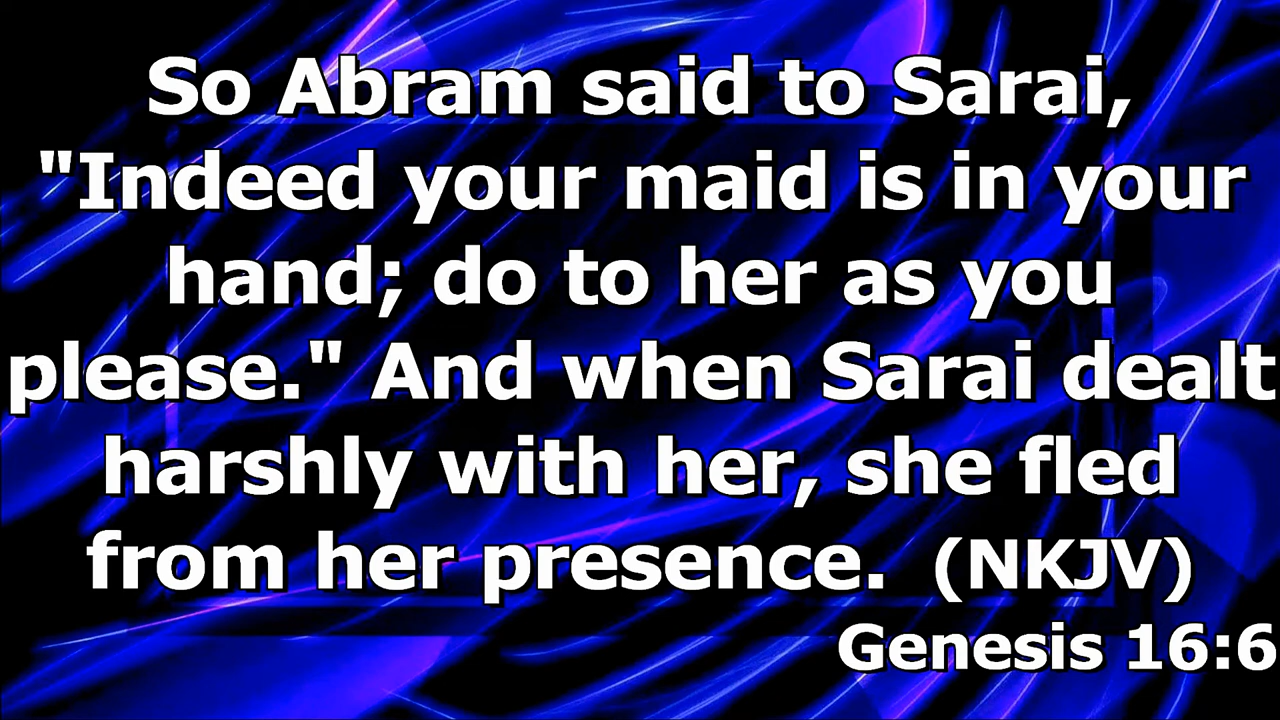 So Abram said to Sarai,
"Indeed your maid is in your
hand; do to her as you
please." And when Sarai dealt
harshly with her, she fled
from her presence.  (NKJV)
Genesis 16:6